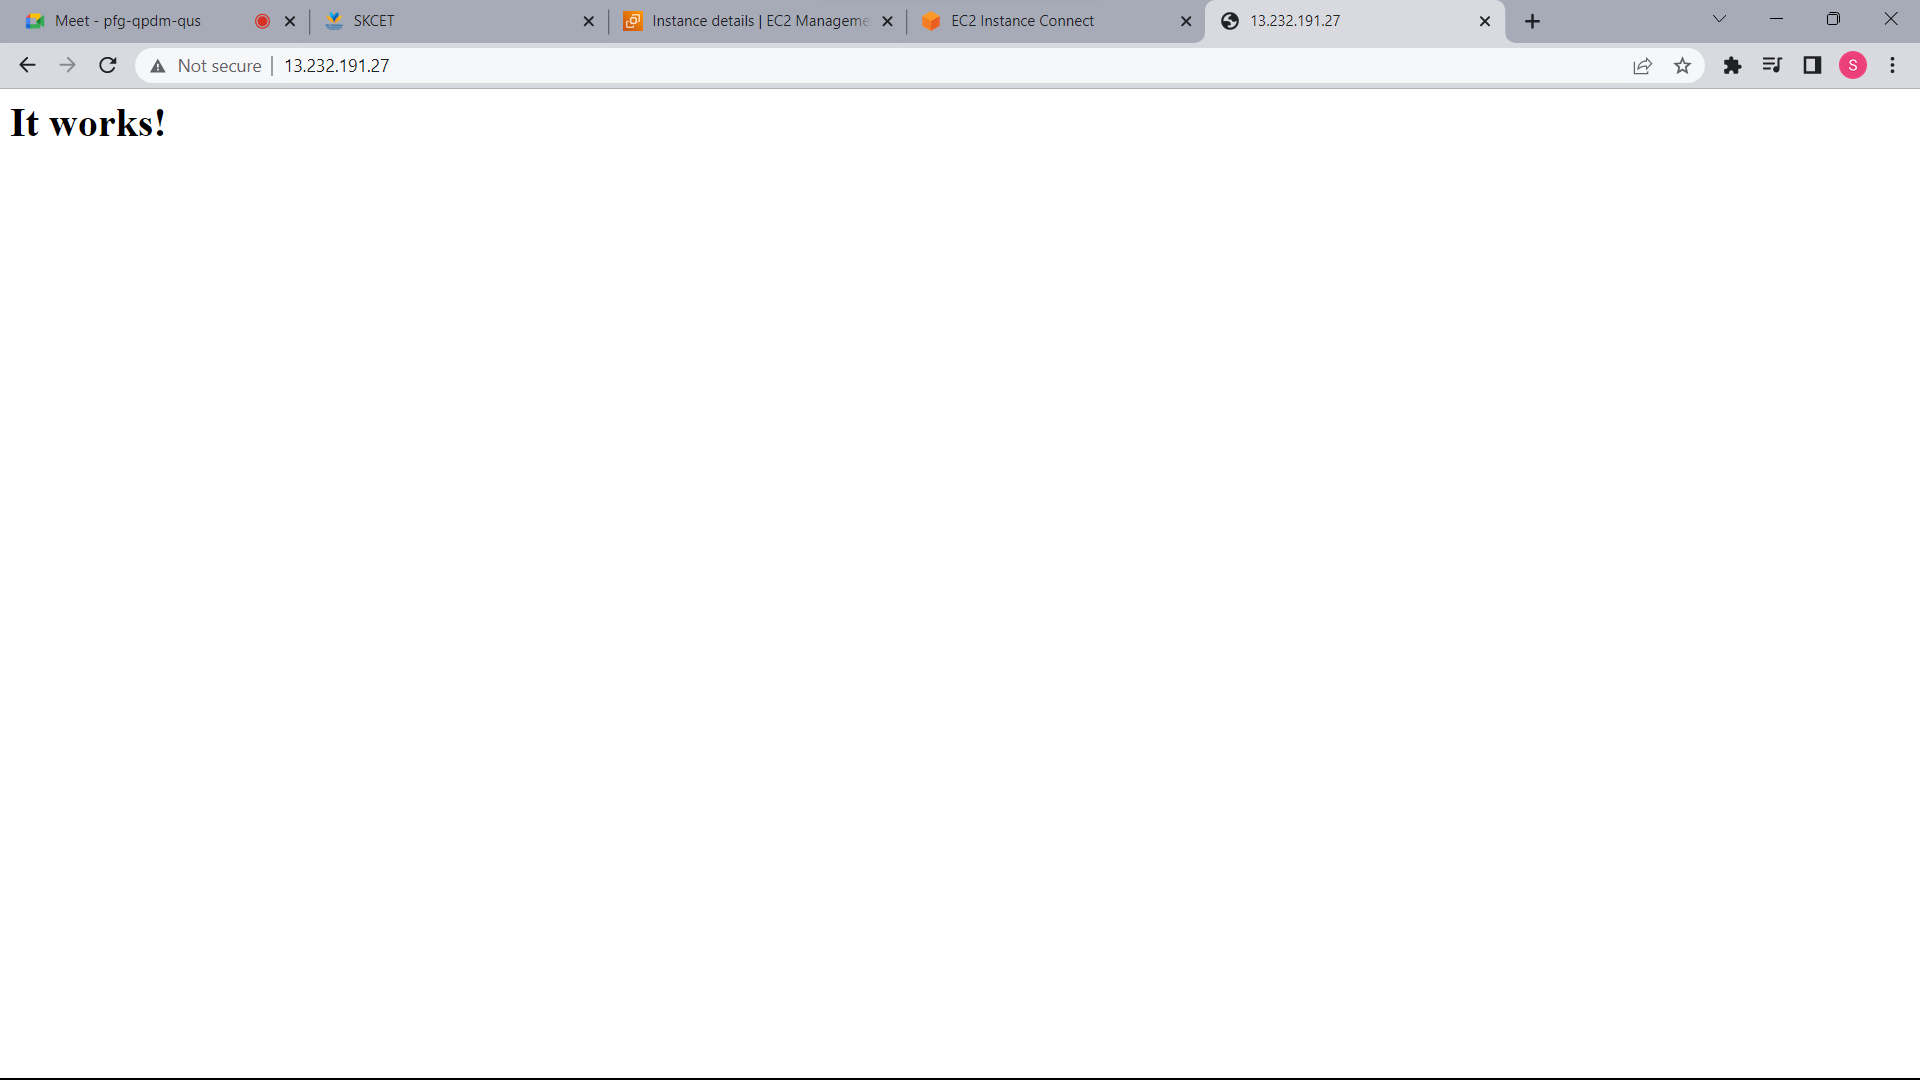 Meet - pfg-qpdm-qus
SKCET
Instance details | EC2 Manageme
EC2 Instance Connect
13.232.191.27
Not secure | 13.232.191.27
S
It works!